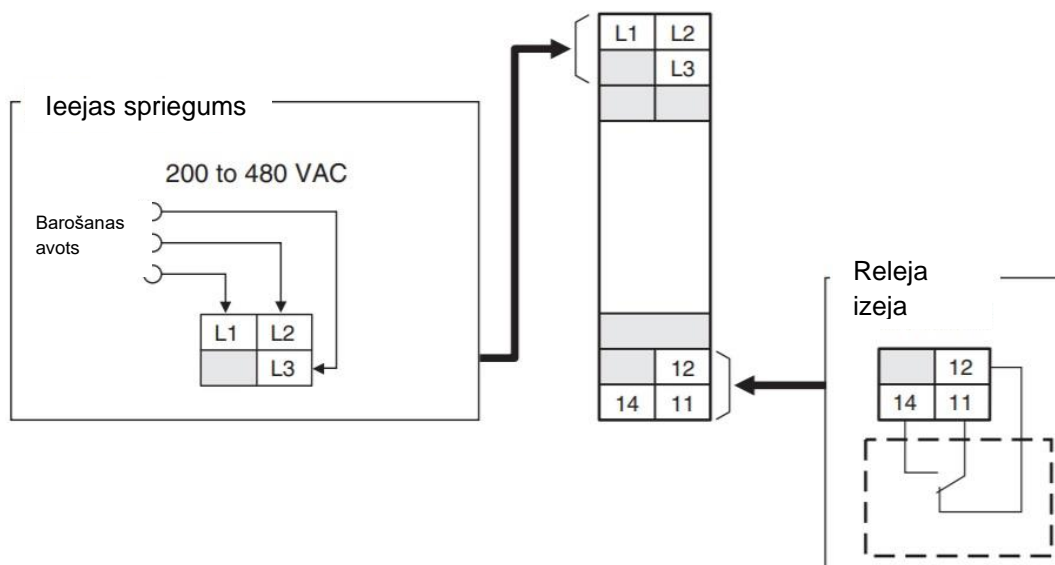 L1 L2
L3
Ieejas spriegums
200 to 480 VAC
Barošanas
avots
L1 L2
L3
12
14 11
Releja
izeja
12
14 11